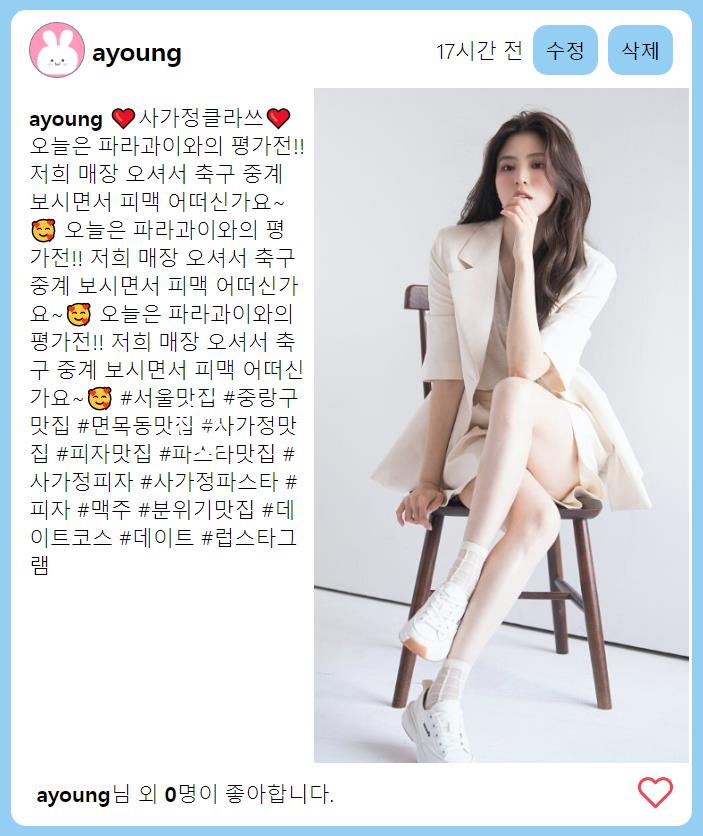 ayoung
17시간 전 수정 삭제
ayoung ❤️사가정클라쓰❤️
오늘은 파라과이와의 평가전!!
저희 매장 오셔서 축구 중계
보시면서 피맥 어떠신가요~
🥰 오늘은 파라과이와의 평
가전!! 저희 매장 오셔서 축구
중계 보시면서 피맥 어떠신가
요~🥰 오늘은 파라과이와의
평가전!! 저희 매장 오셔서 축
구 중계 보시면서 피맥 어떠신
가요~🥰 #서울맛집 #중랑구
맛집 #면목동맛집 #사가정맛
집 #피자맛집 #파스타맛집 #
사가정피자 #사가정파스타 #
피자 #맥주 #분위기맛집 #데
이트코스 #데이트 #럽스타그
램
ayoung님 외 0명이 좋아합니다.